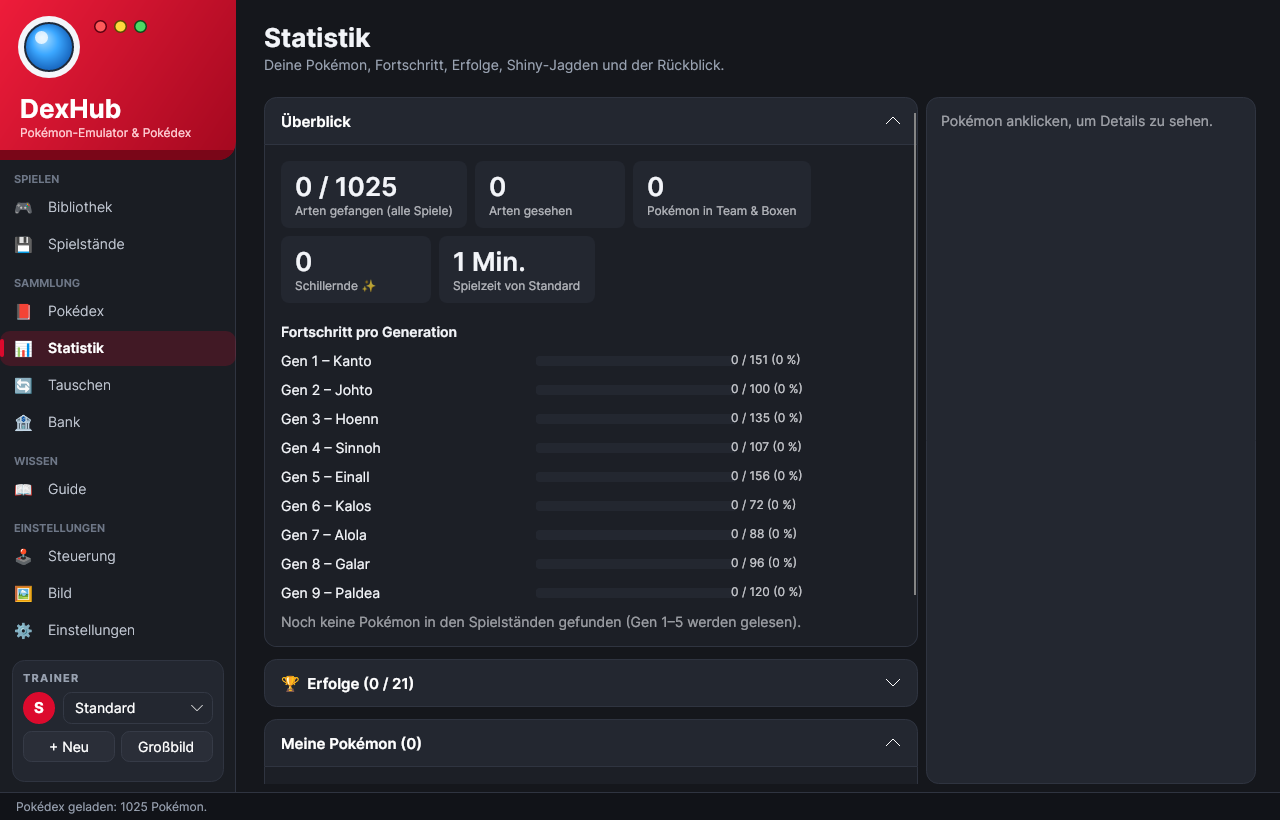 DexHub
Pokémon-Emulator & Pokédex
SPIELEN
Bibliothek
Spielstände
SAMMLUNG
Pokédex
Statistik
Tauschen
Bank
WISSEN
Guide
EINSTELLUNGEN
Steuerung
Bild
Einstellungen
TRAINER
S
Standard
+ Neu
Großbild
Statistik
Deine Pokémon, Fortschritt, Erfolge, Shiny-Jagden und der Rückblick.
Überblick
0 / 1025
Arten gefangen (alle Spiele)
0
Arten gesehen
0
Pokémon in Team & Boxen
0
Schillernde ✨
1 Min.
Spielzeit von Standard
Fortschritt pro Generation
Gen 1 – Kanto 0 / 151 (0 %)
Gen 2 – Johto 0 / 100 (0 %)
Gen 3 – Hoenn 0 / 135 (0 %)
Gen 4 – Sinnoh 0 / 107 (0 %)
Gen 5 – Einall 0 / 156 (0 %)
Gen 6 – Kalos 0 / 72 (0 %)
Gen 7 – Alola 0 / 88 (0 %)
Gen 8 – Galar 0 / 96 (0 %)
Gen 9 – Paldea 0 / 120 (0 %)
Noch keine Pokémon in den Spielständen gefunden (Gen 1–5 werden gelesen).
🏆 Erfolge (0 / 21)
Meine Pokémon (0)
Pokémon anklicken, um Details zu sehen.
Pokédex geladen: 1025 Pokémon.